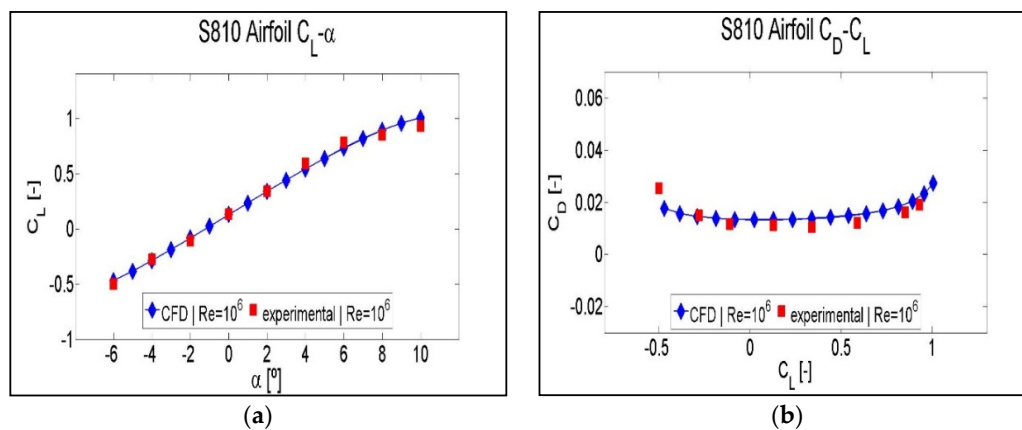 S810 Airfoil C_L-α
1
0.5
0
-0.5
-1
C_L [-]
CFD | Re=10^6 experimental | Re=10^6
-6 -4 -2 0 2 4 6 8 10
α [º]
(a)
S810 Airfoil C_D-C_L
0.06
0.04
0.02
0
-0.02
C_D [-]
CFD | Re=10^6 experimental | Re=10^6
-0.5 0 0.5 1
C_L [-]
(b)